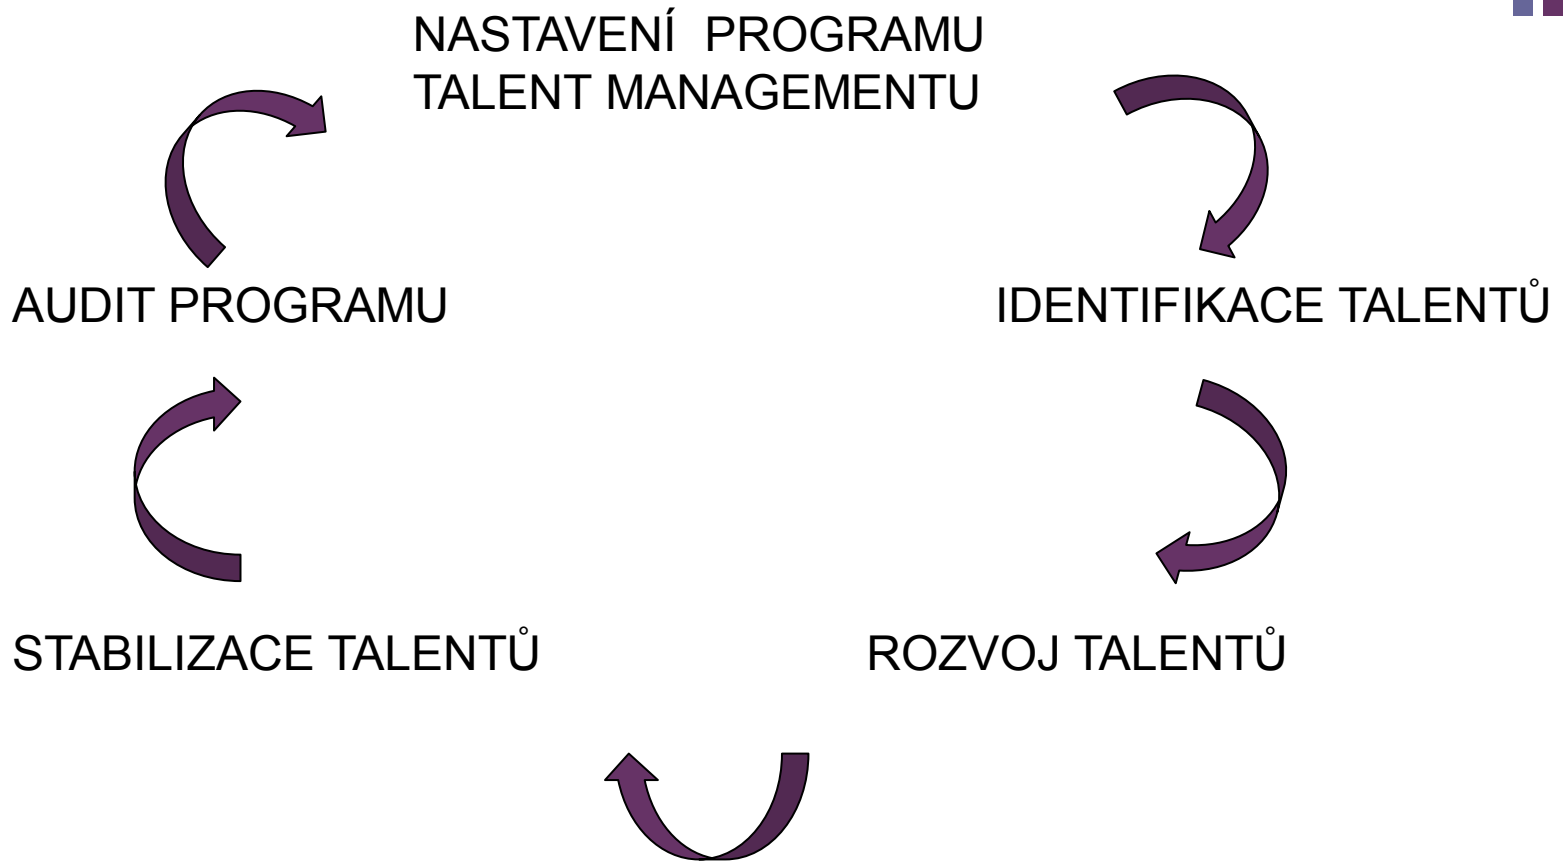 NASTAVENÍ PROGRAMU
TALENT MANAGEMENTU
AUDIT PROGRAMU
IDENTIFIKACE TALENTŮ
STABILIZACE TALENTŮ
ROZVOJ TALENTŮ